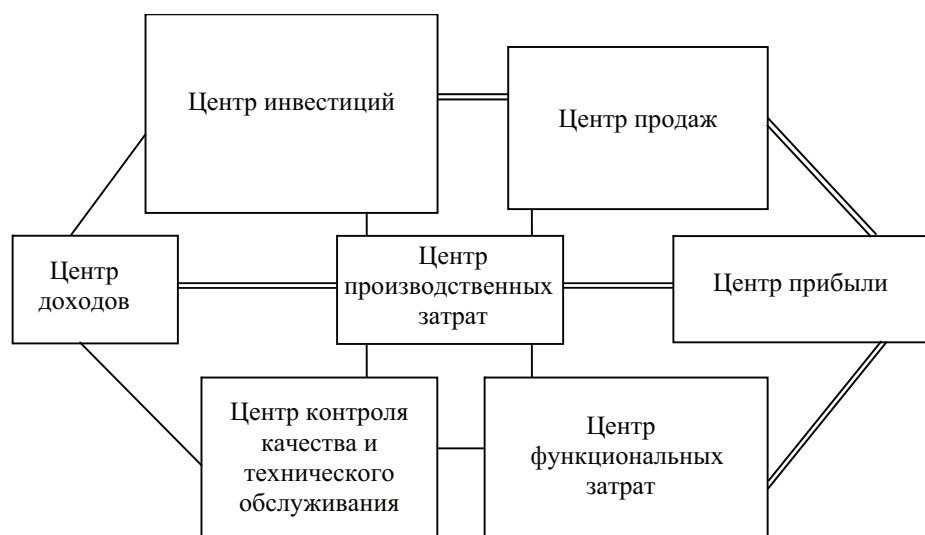 Центр инвестиций
Центр продаж
Центр
доходов
Центр
производственных
затрат
Центр прибыли
Центр контроля
качества и
технического
обслуживания
Центр
функциональных
затрат